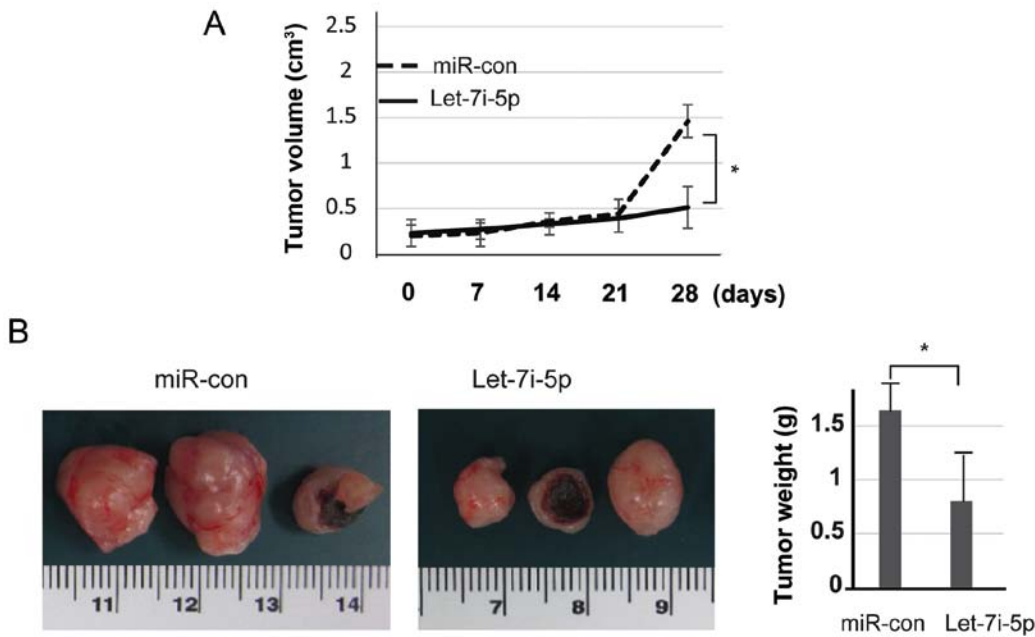 A
Tumor volume (cm³)
2.5
2
1.5
1
0.5
0
miR-con
Let-7i-5p
*
0 7 14 21 28 (days)
B
miR-con
Let-7i-5p
11 12 13 14
7 8 9
*
Tumor weight (g)
1.5
1
0.5
0
miR-con Let-7i-5p